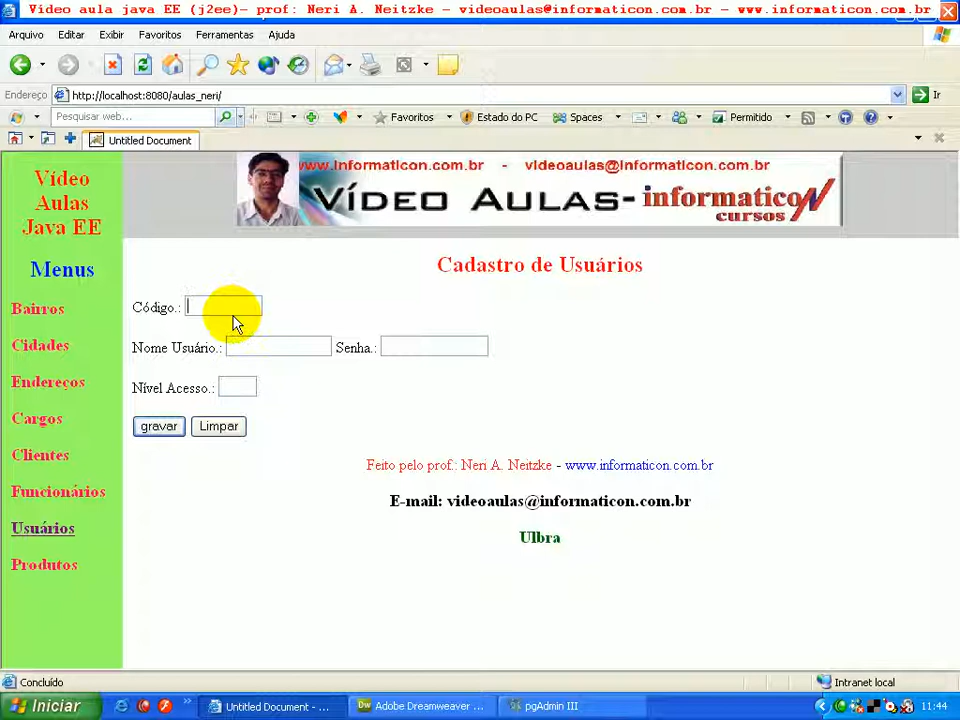 Vídeo aula java EE (j2ee)– prof: Neri A. Neitzke – videoaulas@informaticon.com.br – www.informaticon.com.br
Arquivo Editar Exibir Favoritos Ferramentas Ajuda
Endereço http://localhost:8080/aulas_neri/ Ir
Pesquisar web... Favoritos Estado do PC Spaces Permitido
Untitled Document
www.informaticon.com.br - videoaulas@informaticon.com.br
VÍDEO AULAS- informaticoN
cursos
Vídeo
Aulas
Java EE
Menus
Bairros
Cidades
Endereços
Cargos
Clientes
Funcionários
Usuários
Produtos
Cadastro de Usuários
Código.:
Nome Usuário.: Senha.:
Nível Acesso.:
gravar Limpar
Feito pelo prof.: Neri A. Neitzke - www.informaticon.com.br
E-mail: videoaulas@informaticon.com.br
Ulbra
Concluído Intranet local
Iniciar Untitled Document - ... Adobe Dreamweaver ... pgAdmin III 11:44